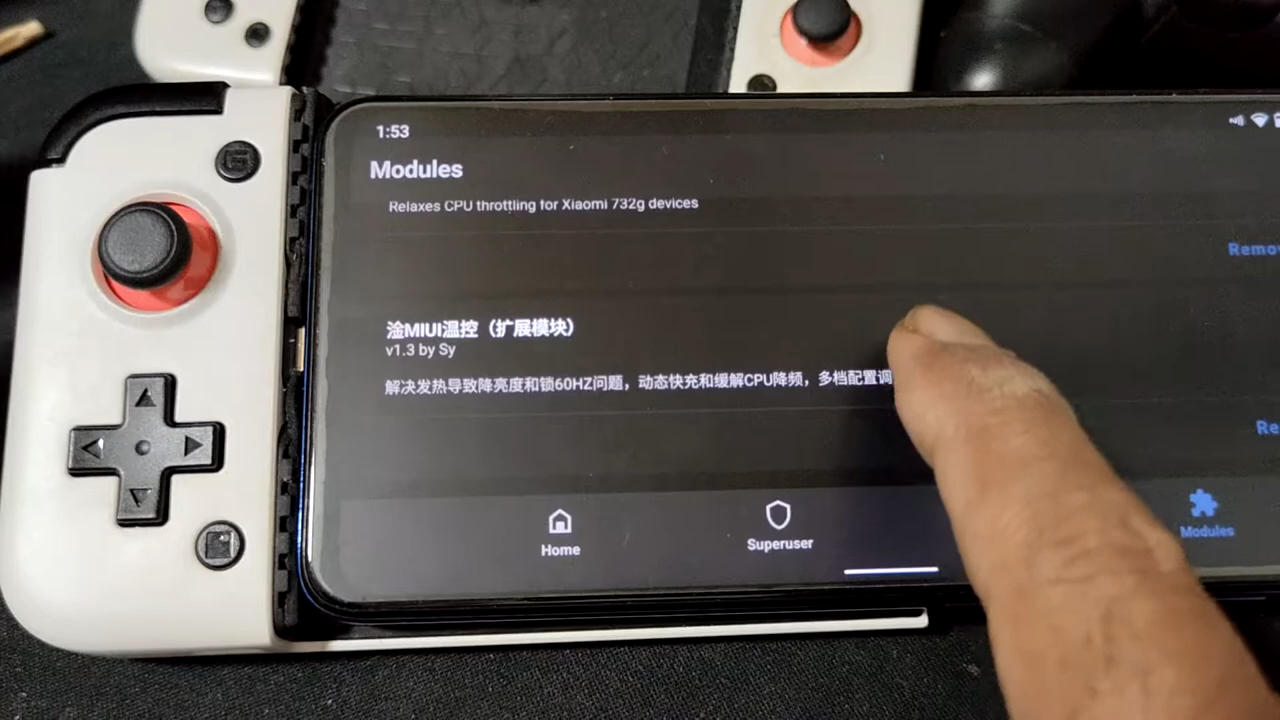 1:53
Modules
Relaxes CPU throttling for Xiaomi 732g devices
Remov
淦MIUI温控（扩展模块）
v1.3 by Sy
解决发热导致降亮度和锁60HZ问题，动态快充和缓解CPU降频，多档配置调
Re
Home
Superuser
Modules